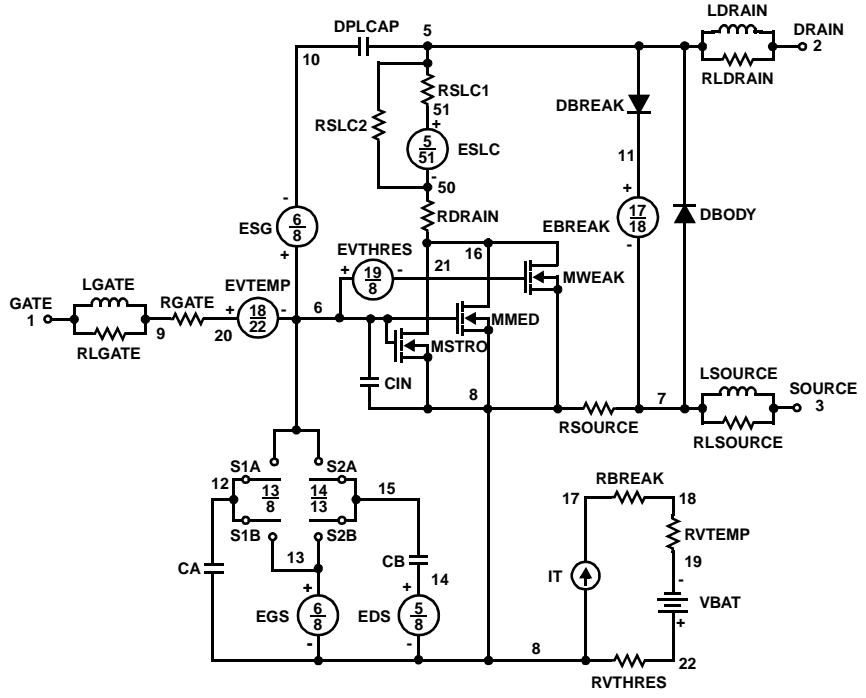 LDRAIN
DPLCAP
5
DRAIN
2
10
RLDRAIN
RSLC1
51
DBREAK
RSLC2
+
5
51
ESLC
-
50
11
-
+
17
18
6
8
ESG
RDRAIN
EBREAK
DBODY
+
EVTHRES
16
-
21
+
19
8
-
MWEAK
LGATE
EVTEMP
GATE
1
RGATE
+
18
22
-
6
MMED
9
20
MSTRO
RLGATE
LSOURCE
CIN
8
7
SOURCE
3
RSOURCE
RLSOURCE
S1A
S2A
12
13
8
14
13
15
RBREAK
17
18
S1B
S2B
RVTEMP
13
CB
19
CA
14
IT
-
+
+
VBAT
EGS
6
8
EDS
5
8
+
-
-
8
22
RVTHRES